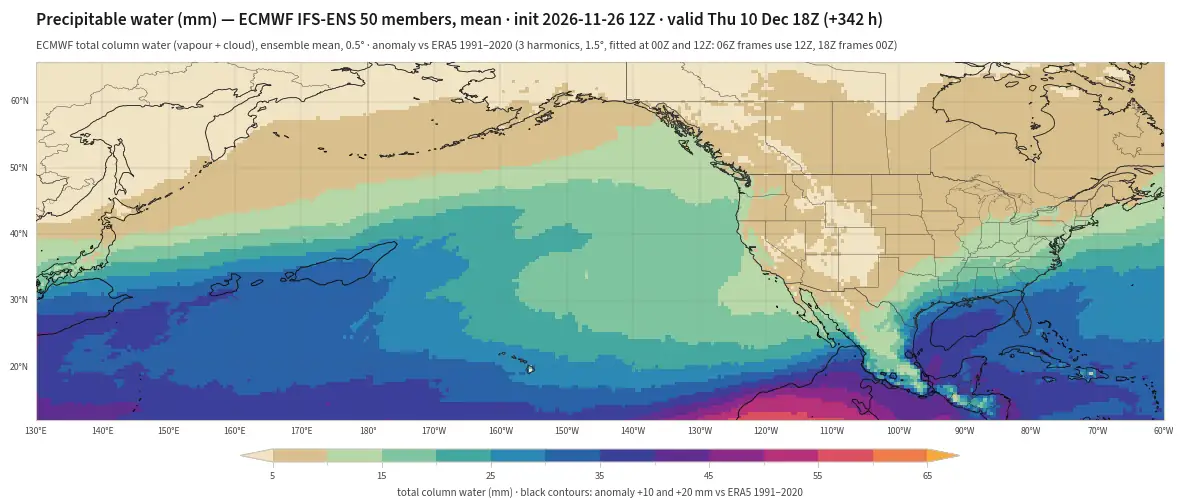 Precipitable water (mm) — ECMWF IFS-ENS 50 members, mean · init 2026-11-26 12Z · valid Thu 10 Dec 18Z (+342 h)
ECMWF total column water (vapour + cloud), ensemble mean, 0.5° · anomaly vs ERA5 1991–2020 (3 harmonics, 1.5°, fitted at 00Z and 12Z: 06Z frames use 12Z, 18Z frames 00Z)
60°N
50°N
40°N
30°N
20°N
130°E 140°E 150°E 160°E 170°E 180° 170°W 160°W 150°W 140°W 130°W 120°W 110°W 100°W 90°W 80°W 70°W 60°W
5 15 25 35 45 55 65
total column water (mm) · black contours: anomaly +10 and +20 mm vs ERA5 1991–2020